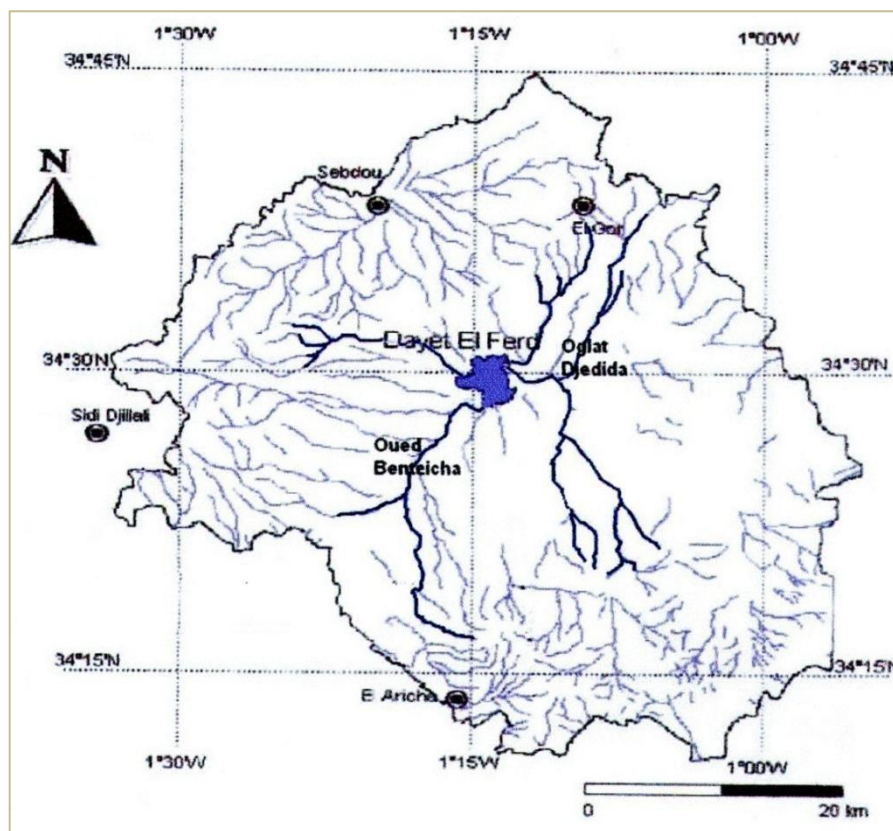 1°30'W 1°15'W 1°00'W
34°45'N 34°45'N
N
Sebdou
El Gor
Dayet El Ferd
34°30'N 34°30'N
Oglat
Djedida
Sidi Djillali
Oued
Benteicha
34°15'N 34°15'N
El Aricha
1°30'W 1°15'W 1°00'W
0 20 km